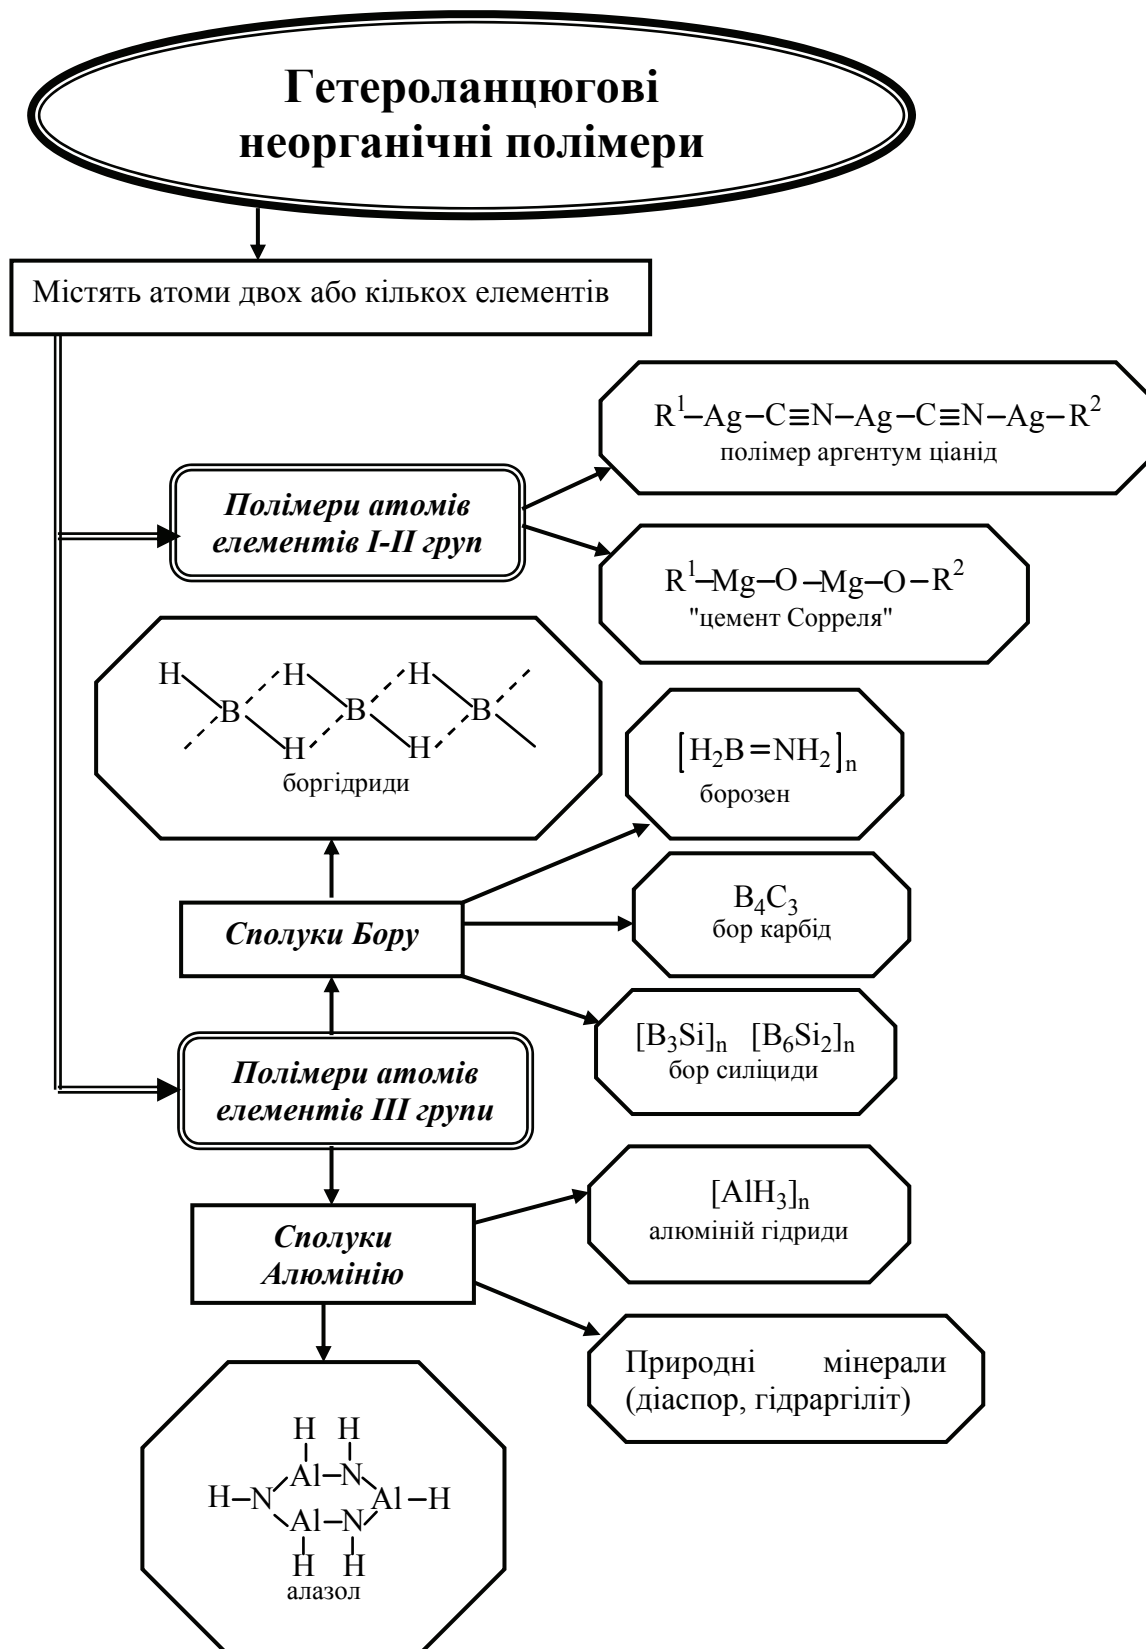 Гетероланцюгові
неорганічні полімери
Містять атоми двох або кількох елементів
R¹–Ag–C≡N–Ag–C≡N–Ag–R²
полімер аргентум ціанід
Полімери атомів
елементів I-II груп
R¹–Mg–O–Mg–O–R²
"цемент Сорреля"
H H H
B B B
H H
боргідриди
[H₂B=NH₂]ₙ
борозен
B₄C₃
бор карбід
Сполуки Бору
[B₃Si]ₙ [B₆Si₂]ₙ
бор силіциди
Полімери атомів
елементів III групи
[AlH₃]ₙ
алюміній гідриди
Сполуки
Алюмінію
Природні мінерали
(діаспор, гідраргіліт)
H H
Al–N
H–N Al–H
Al–N
H H
алазол